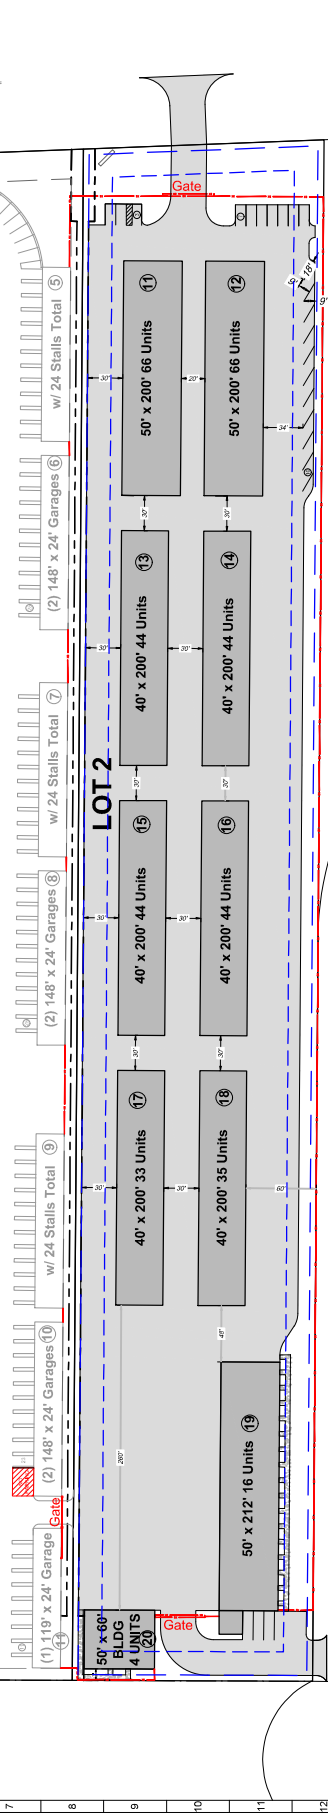 Gate
11
50' x 200' 66 Units
12
50' x 200' 66 Units
5
w/ 24 Stalls Total
6
(2) 148' x 24' Garages
7
w/ 24 Stalls Total
8
(2) 148' x 24' Garages
9
w/ 24 Stalls Total
10
(2) 148' x 24' Garages
11
(1) 119' x 24' Garage
18'
9'
30'
20'
34'
30'
30'
13
40' x 200' 44 Units
14
40' x 200' 44 Units
30'
30'
30'
30'
LOT 2
15
40' x 200' 44 Units
16
40' x 200' 44 Units
30'
30'
30'
30'
17
40' x 200' 33 Units
18
40' x 200' 35 Units
30'
30'
60'
48'
260'
19
50' x 212' 16 Units
Gate
50' x 60'
BLDG
4 UNITS
20
Gate
7
8
9
10
11
12